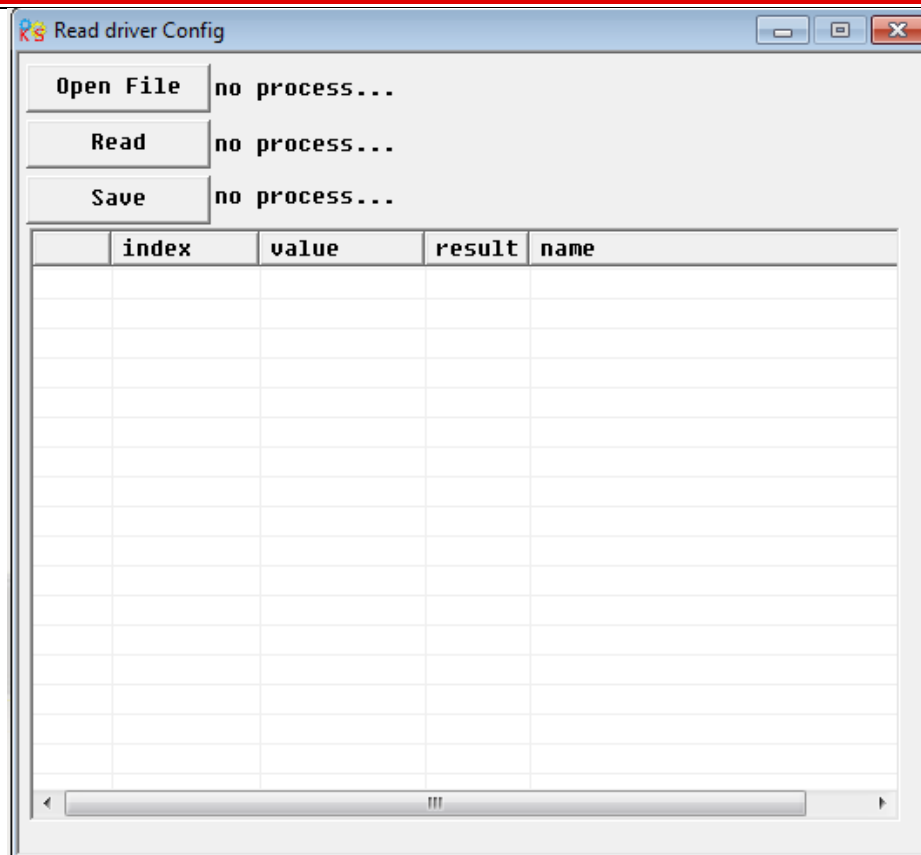 Read driver Config
Open File no process...
Read no process...
Save no process...
index value result name